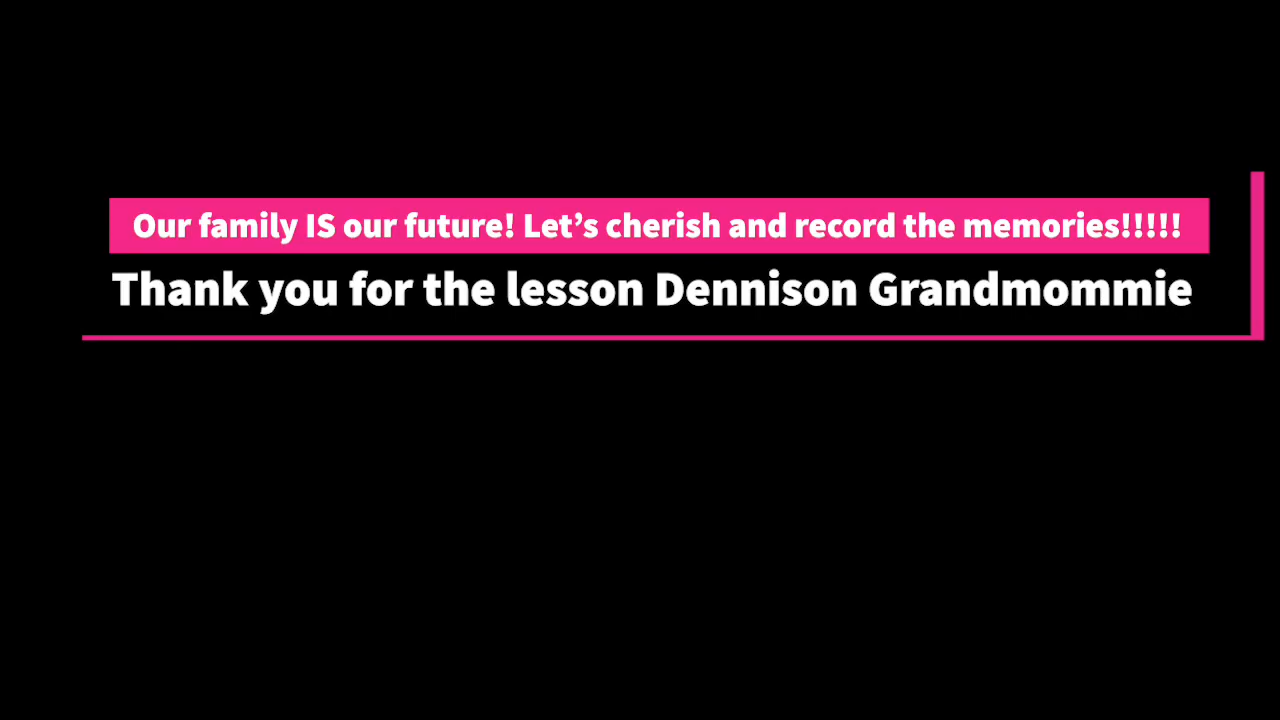 Our family IS our future! Let’s cherish and record the memories!!!!!
Thank you for the lesson Dennison Grandmommie